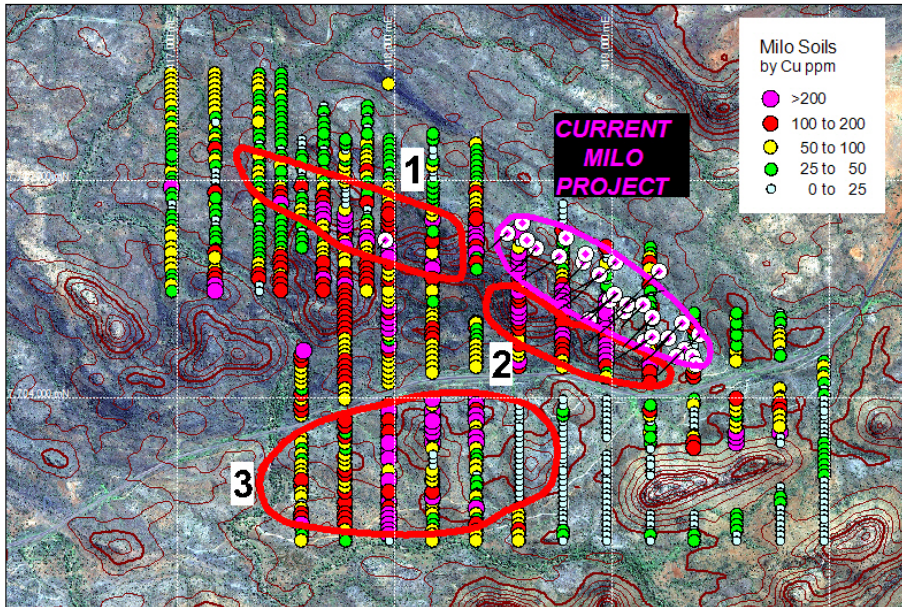 Milo Soils
by Cu ppm
>200
100 to 200
50 to 100
25 to 50
0 to 25
CURRENT
MILO
PROJECT
1
2
3